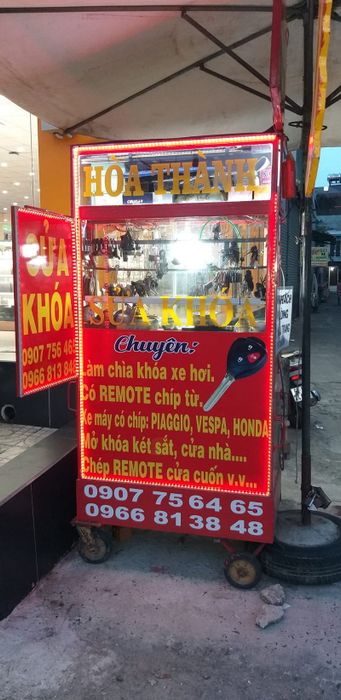 HÒA THÀNH
SỬA KHÓA
Chuyên:
Làm chìa khóa xe hơi.
Có REMOTE chíp từ.
Xe máy có chíp: PIAGGIO, VESPA, HONDA
Mở khóa két sắt, cửa nhà....
Chép REMOTE cửa cuốn v.v...
0907 75 64 65
0966 81 38 48
SỬA
KHÓA
0907 756 465
0966 813 848